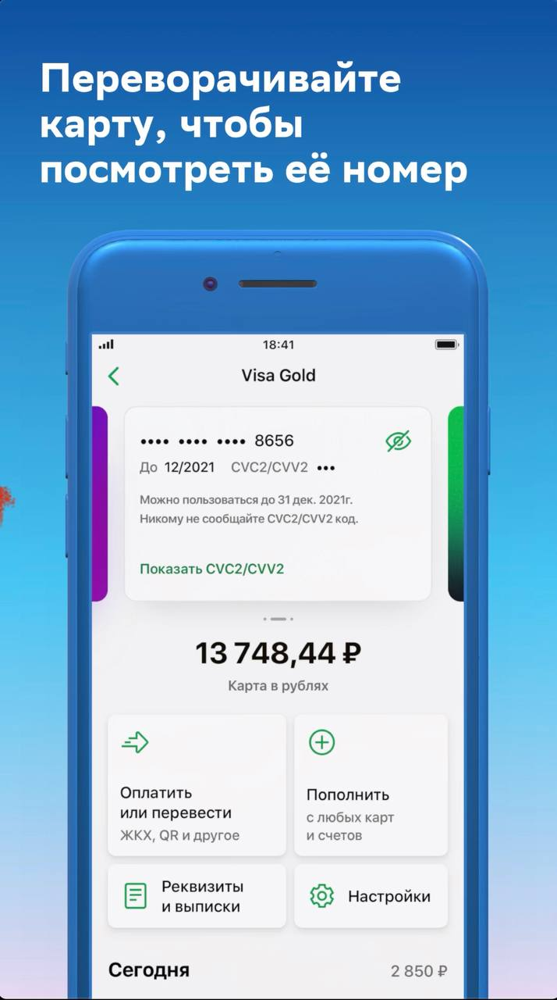 Переворачивайте
карту, чтобы
посмотреть её номер
18:41
Visa Gold
•••• •••• •••• 8656
До 12/2021 CVC2/CVV2 •••
Можно пользоваться до 31 дек. 2021г.
Никому не сообщайте CVC2/CVV2 код.
Показать CVC2/CVV2
13 748,44 ₽
Карта в рублях
Оплатить
или перевести
ЖКХ, QR и другое
Пополнить
с любых карт
и счетов
Реквизиты
и выписки
Настройки
Сегодня 2 850 ₽